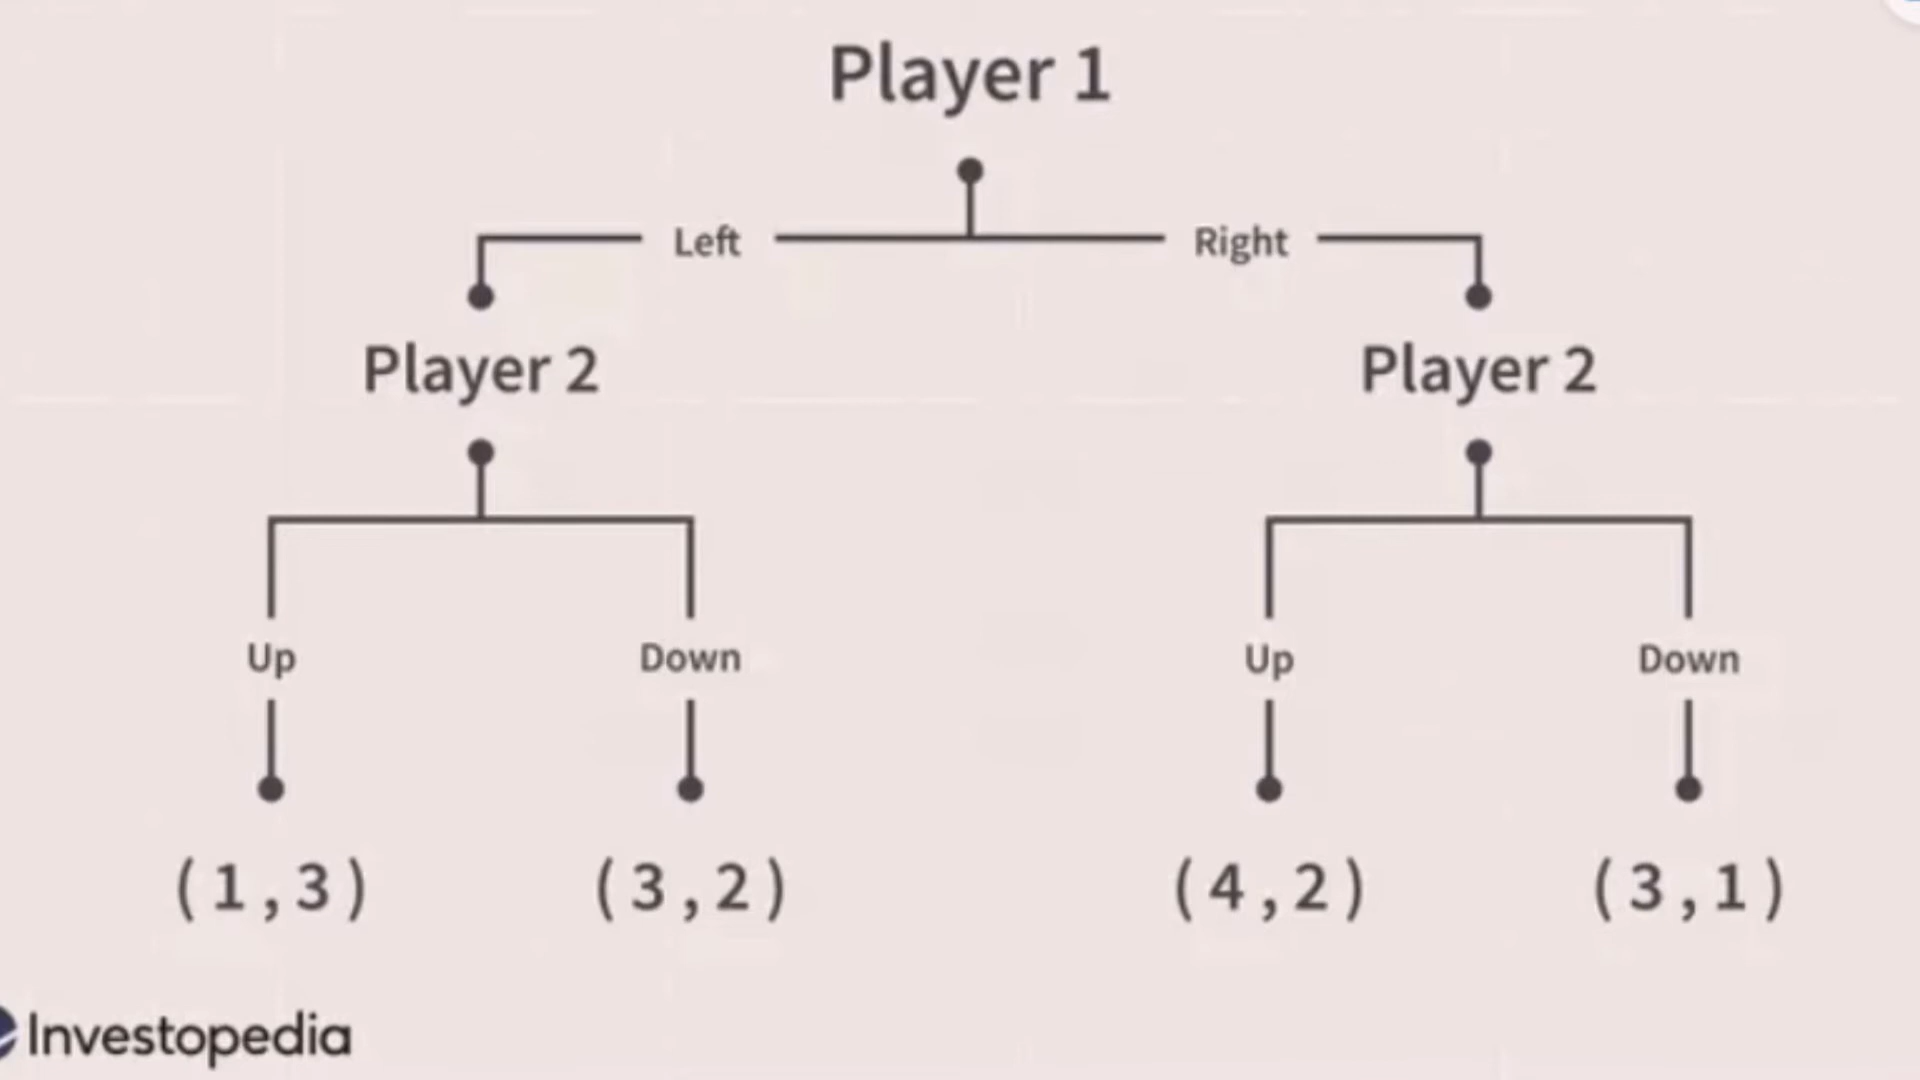 Player 1
Left Right
Player 2 Player 2
Up Down Up Down
(1,3) (3,2) (4,2) (3,1)
Investopedia